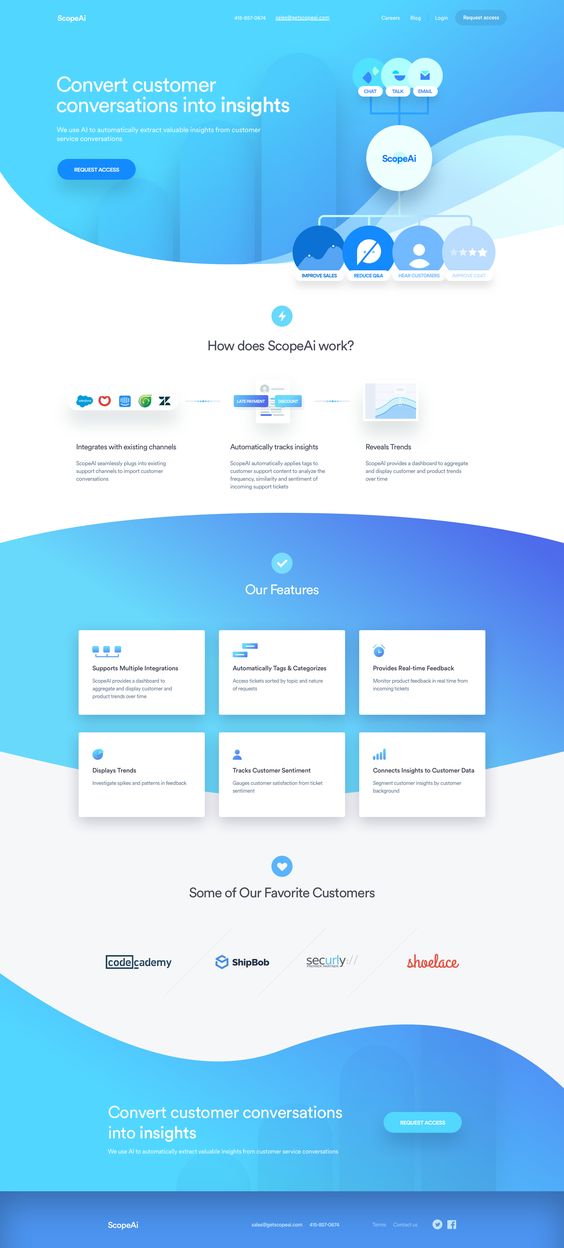 ScopeAi
415-857-0674 sales@getscopeai.com
Careers Blog Login Request access
Convert customer
conversations into insights
We use AI to automatically extract valuable insights from customer
service conversations
REQUEST ACCESS
CHAT TALK EMAIL
ScopeAi
IMPROVE SALES REDUCE Q&A HEAR CUSTOMERS IMPROVE CSAT
How does ScopeAi work?
salesforce
LATE PAYMENT DISCOUNT
Integrates with existing channels
ScopeAI seamlessly plugs into existing
support channels to import customer
conversations
Automatically tracks insights
ScopeAI automatically applies tags to
customer support content to analyze the
frequency, similarity and sentiment of
incoming support tickets
Reveals Trends
ScopeAI provides a dashboard to aggregate
and display customer and product trends
over time
Our Features
Supports Multiple Integrations
ScopeAI provides a dashboard to
aggregate and display customer and
product trends over time
Automatically Tags & Categorizes
Access tickets sorted by topic and nature
of requests
Provides Real-time Feedback
Monitor product feedback in real time from
incoming tickets
Displays Trends
Investigate spikes and patterns in feedback
Tracks Customer Sentiment
Gauges customer satisfaction from ticket
sentiment
Connects Insights to Customer Data
Segment customer insights by customer
background
Some of Our Favorite Customers
codecademy
ShipBob
securly://
PREMIER PARTNER
shoelace
Convert customer conversations
into insights
We use AI to automatically extract valuable insights from customer service conversations
REQUEST ACCESS
ScopeAi
sales@getscopeai.com 415-857-0674
Terms Contact us